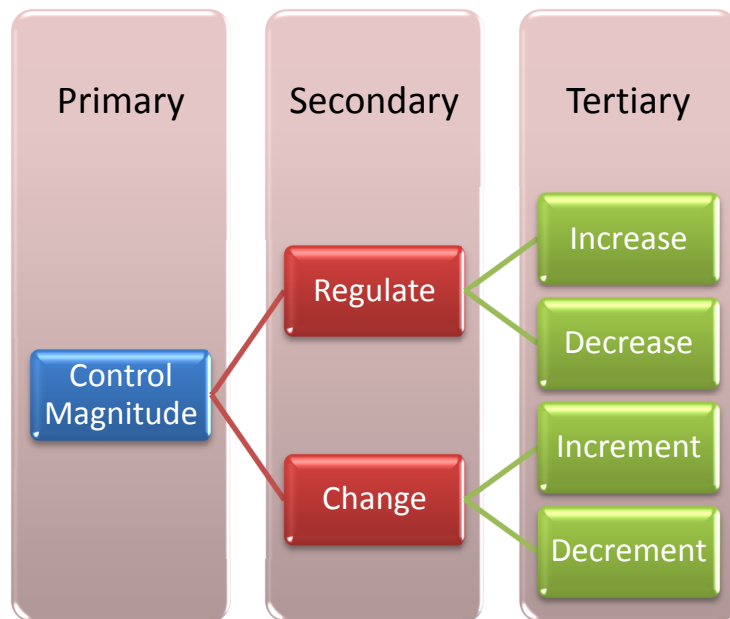 Primary
Secondary
Tertiary
Control
Magnitude
Regulate
Change
Increase
Decrease
Increment
Decrement